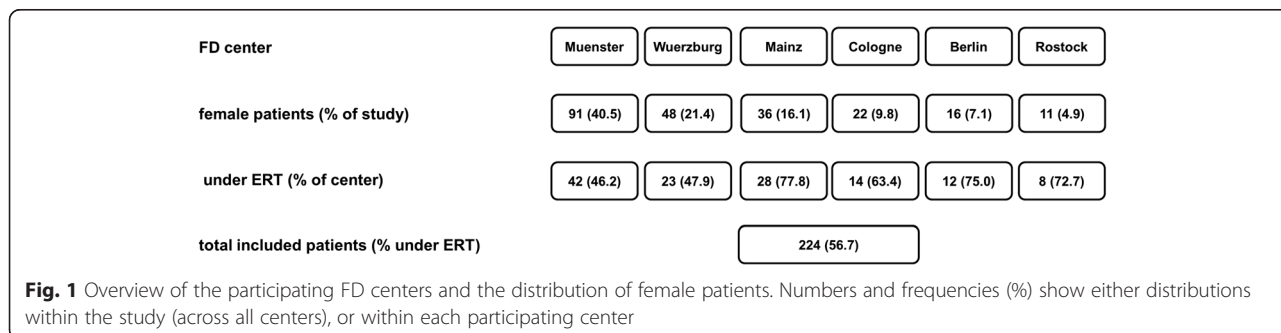 FD center Muenster Wuerzburg Mainz Cologne Berlin Rostock
female patients (% of study) 91 (40.5) 48 (21.4) 36 (16.1) 22 (9.8) 16 (7.1) 11 (4.9)
under ERT (% of center) 42 (46.2) 23 (47.9) 28 (77.8) 14 (63.4) 12 (75.0) 8 (72.7)
total included patients (% under ERT) 224 (56.7)
Fig. 1 Overview of the participating FD centers and the distribution of female patients. Numbers and frequencies (%) show either distributions
within the study (across all centers), or within each participating center